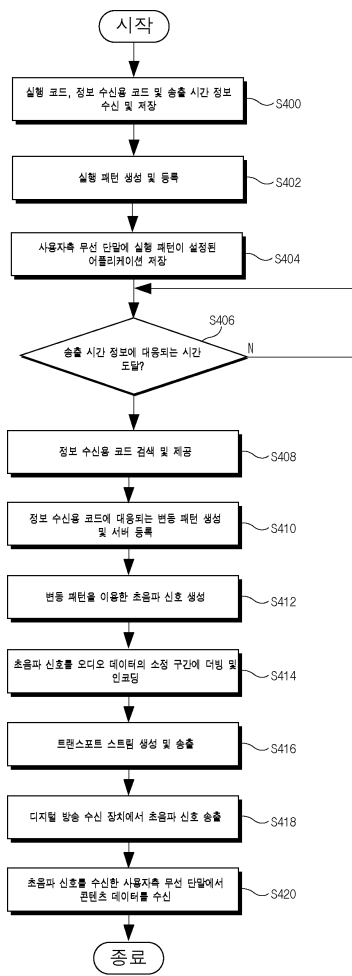 시작
실행 코드, 정보 수신용 코드 및 송출 시간 정보
수신 및 저장
S400
실행 패턴 생성 및 등록
S402
사용자측 무선 단말에 실행 패턴이 설정된
어플리케이션 저장
S404
S406
송출 시간 정보에 대응되는 시간
도달?
N
정보 수신용 코드 검색 및 제공
S408
정보 수신용 코드에 대응되는 변동 패턴 생성
및 서버 등록
S410
변동 패턴을 이용한 초음파 신호 생성
S412
초음파 신호를 오디오 데이터의 소정 구간에 더빙 및
인코딩
S414
트랜스포트 스트림 생성 및 송출
S416
디지털 방송 수신 장치에서 초음파 신호 송출
S418
초음파 신호를 수신한 사용자측 무선 단말에서
콘텐츠 데이터를 수신
S420
종료